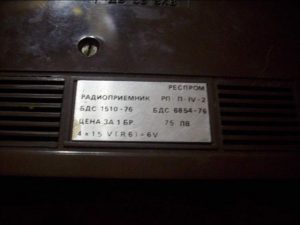 РЕСПРОМ
РАДИОПРИЕМНИК РП П-IV-2
БДС 1510-76 БДС 6854-76
ЦЕНА ЗА 1 БР. 75 ЛВ
4×1.5 V (R6)=6V